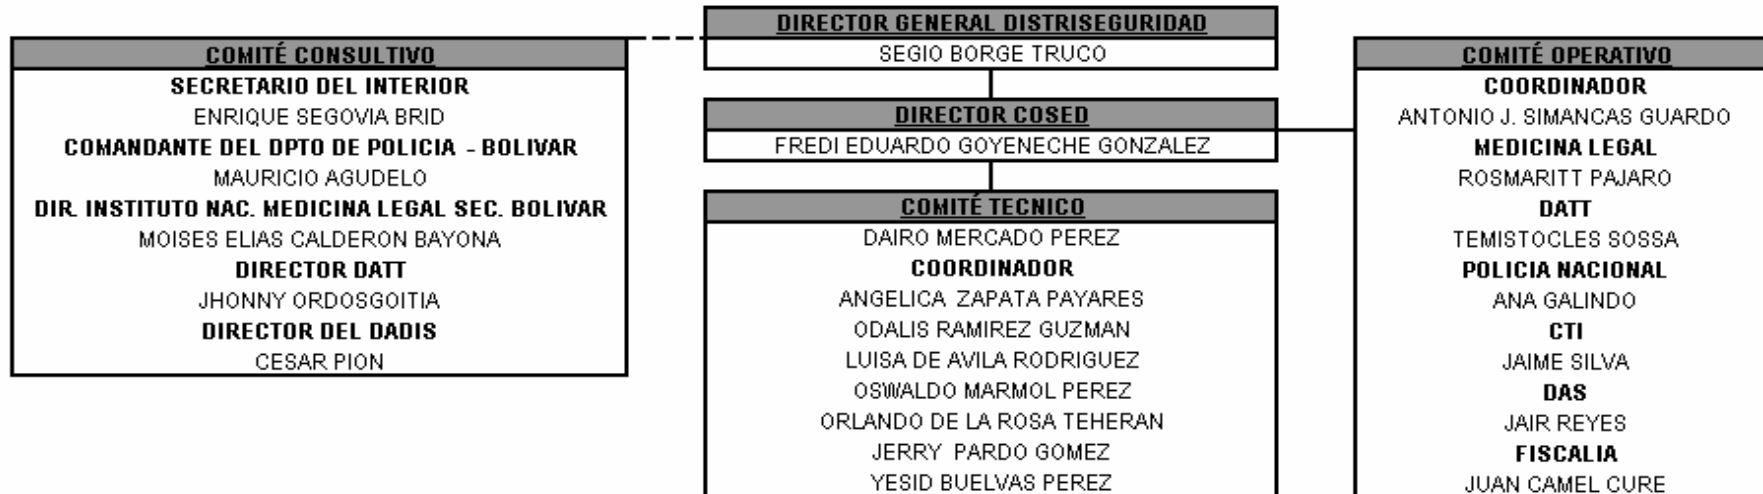 DIRECTOR GENERAL DISTRISEGURIDAD
SEGIO BORGE TRUCO
COMITÉ CONSULTIVO
SECRETARIO DEL INTERIOR
ENRIQUE SEGOVIA BRID
COMANDANTE DEL DPTO DE POLICIA - BOLIVAR
MAURICIO AGUDELO
DIR. INSTITUTO NAC. MEDICINA LEGAL SEC. BOLIVAR
MOISES ELIAS CALDERON BAYONA
DIRECTOR DATT
JHONNY ORDOSGOITIA
DIRECTOR DEL DADIS
CESAR PION
DIRECTOR COSED
FREDI EDUARDO GOYENECHE GONZALEZ
COMITÉ TECNICO
DAIRO MERCADO PEREZ
COORDINADOR
ANGELICA ZAPATA PAYARES
ODALIS RAMIREZ GUZMAN
LUISA DE AVILA RODRIGUEZ
OSWALDO MARMOL PEREZ
ORLANDO DE LA ROSA TEHERAN
JERRY PARDO GOMEZ
YESID BUELVAS PEREZ
COMITÉ OPERATIVO
COORDINADOR
ANTONIO J. SIMANCAS GUARDO
MEDICINA LEGAL
ROSMARITT PAJARO
DATT
TEMISTOCLES SOSSA
POLICIA NACIONAL
ANA GALINDO
CTI
JAIME SILVA
DAS
JAIR REYES
FISCALIA
JUAN CAMEL CURE